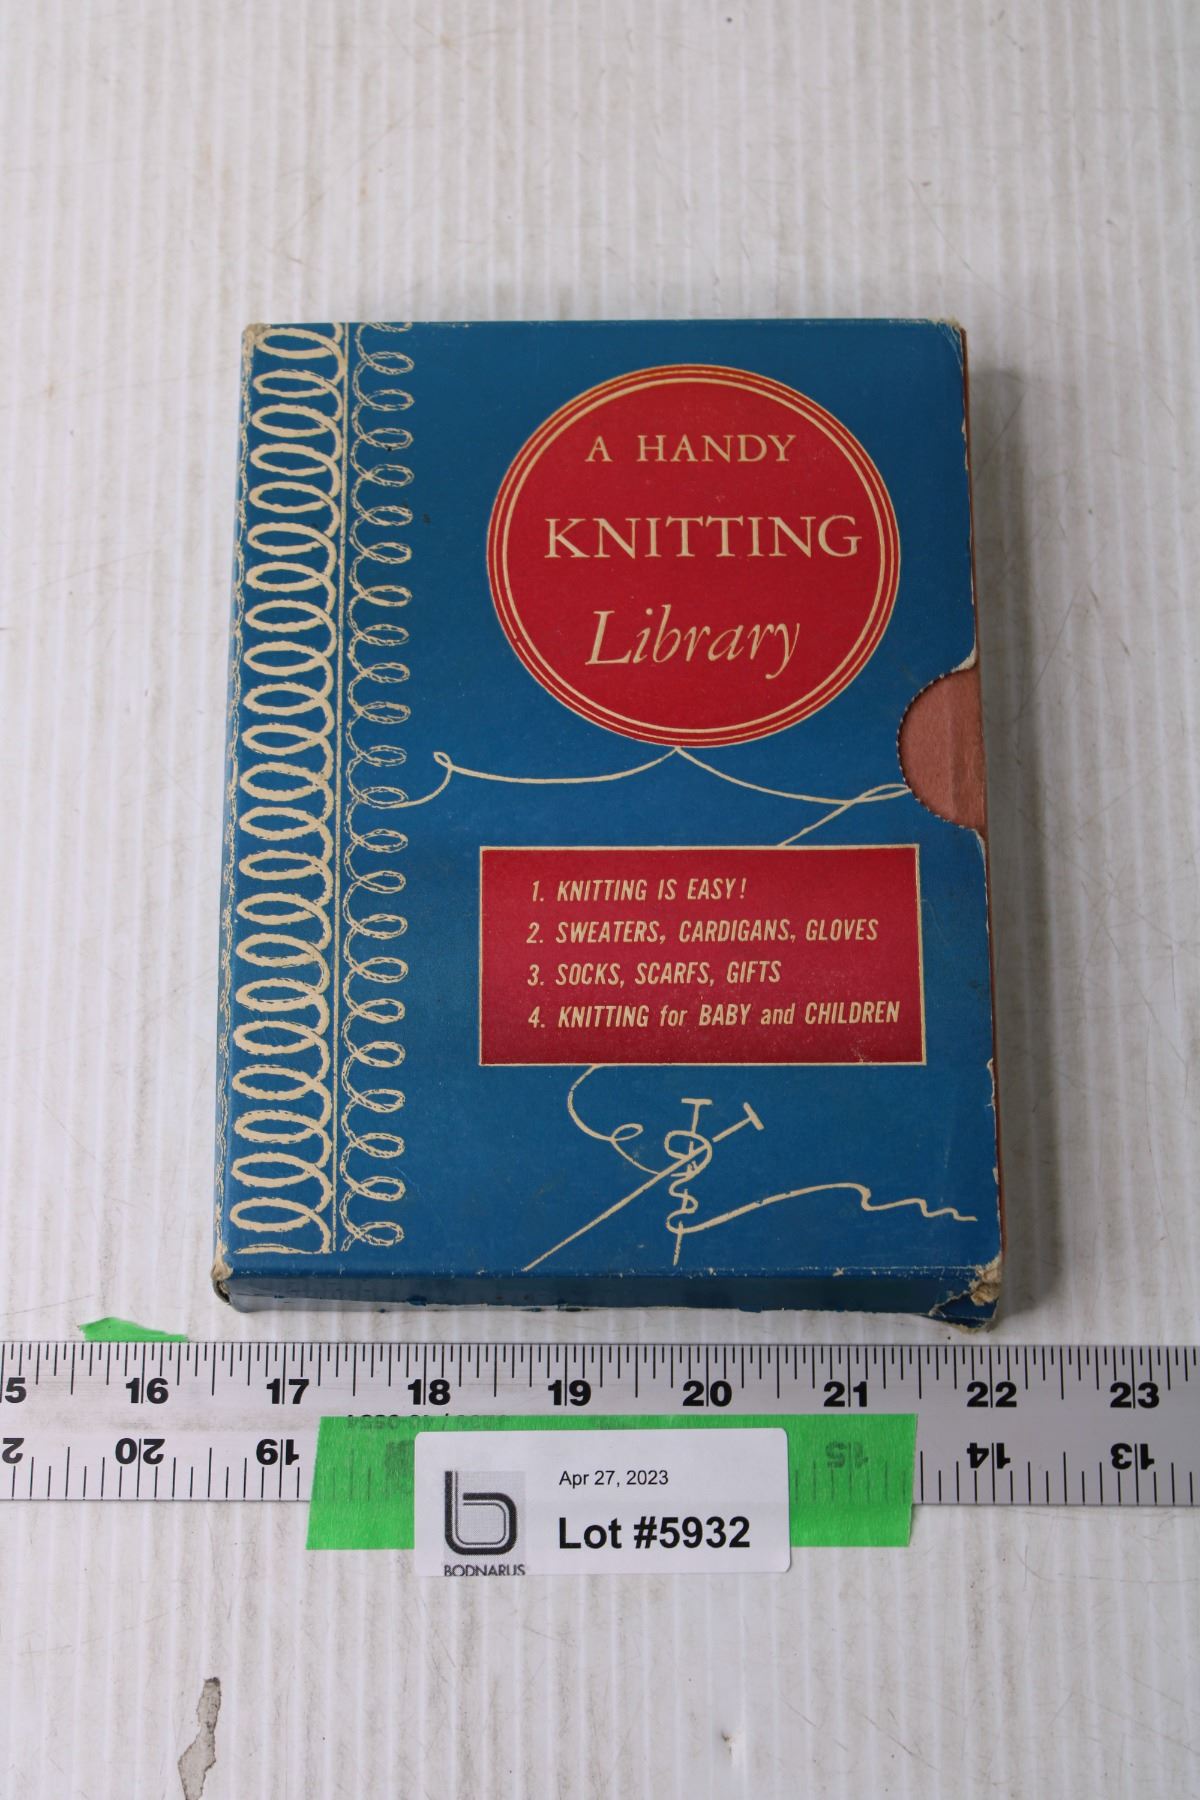 A HANDY
KNITTING
Library
1. KNITTING IS EASY!
2. SWEATERS, CARDIGANS, GLOVES
3. SOCKS, SCARFS, GIFTS
4. KNITTING for BABY and CHILDREN
15 16 17 18 19 20 21 22 23
20 19 15 14 13
Apr 27, 2023
Lot #5932
BODNARUS